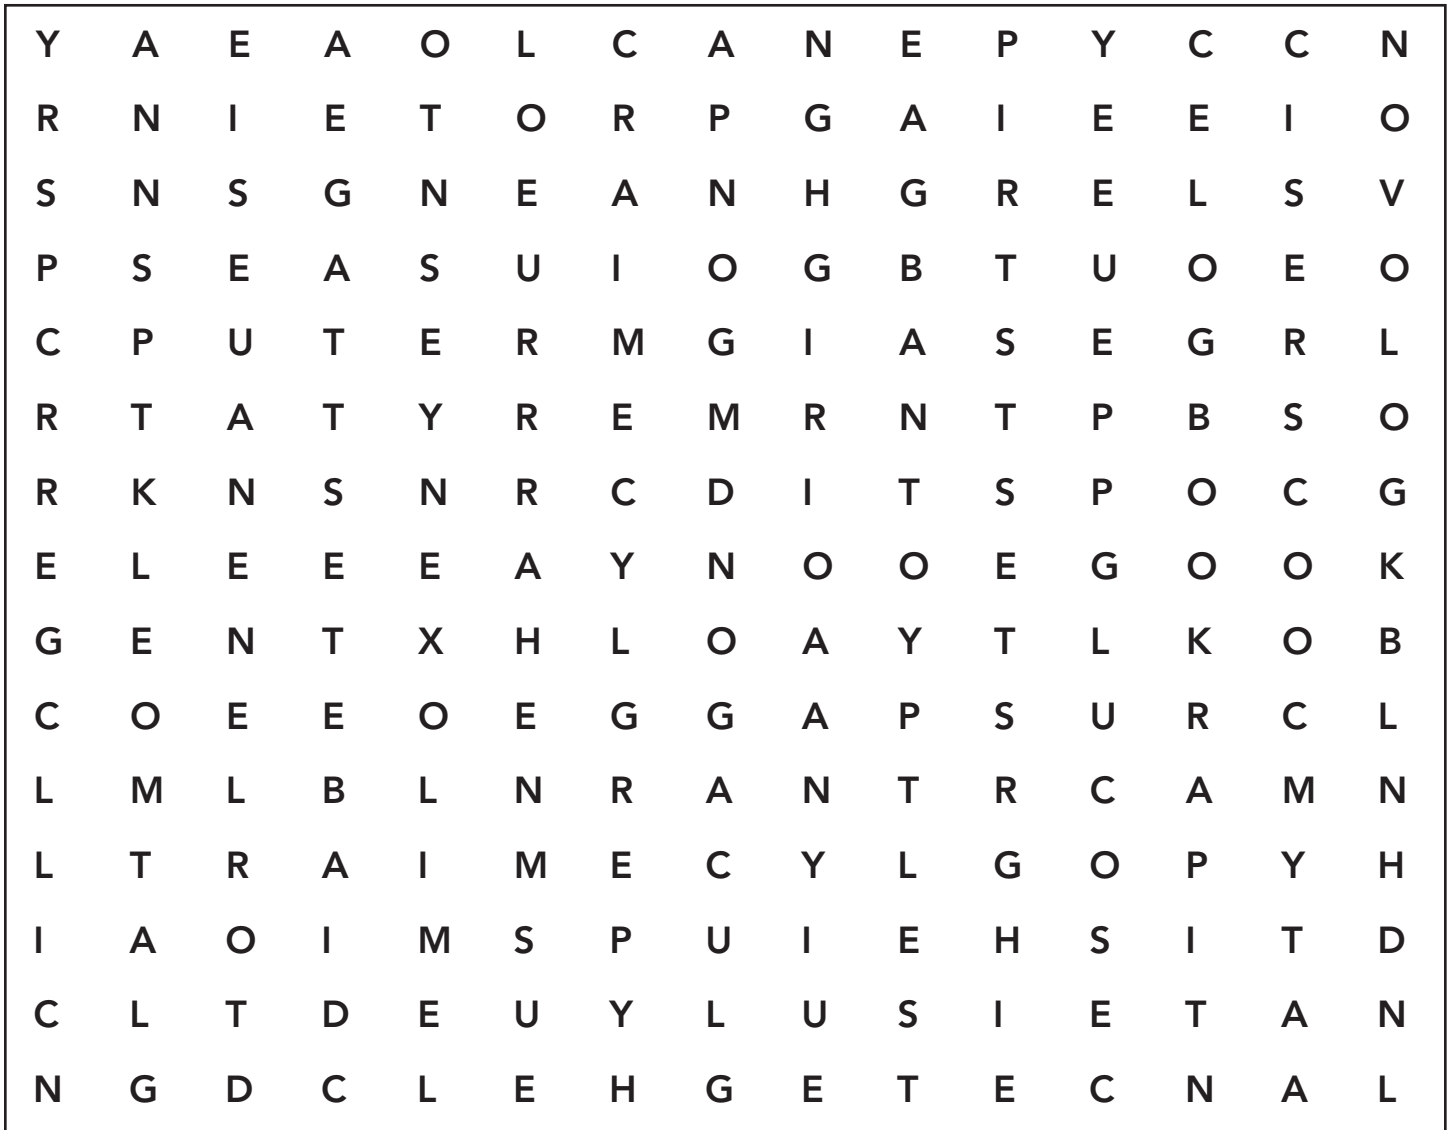 Y A E A O L C A N E P Y C C N
R N I E T O R P G A I E E I O
S N S G N E A N H G R E L S V
P S E A S U I O G B T U O E O
C P U T E R M G I A S E G R L
R T A T Y R E M R N T P B S O
R K N S N R C D I T S P O C G
E L E E E A Y N O O E G O O K
G E N T X H L O A Y T L K O B
C O E E O E G G A P S U R C L
L M L B L N R A N T R C A M N
L T R A I M E C Y L G O P Y H
I A O I M S P U I E H S I T D
C L T D E U Y L U S I E T A N
N G D C L E H G E T E C N A L